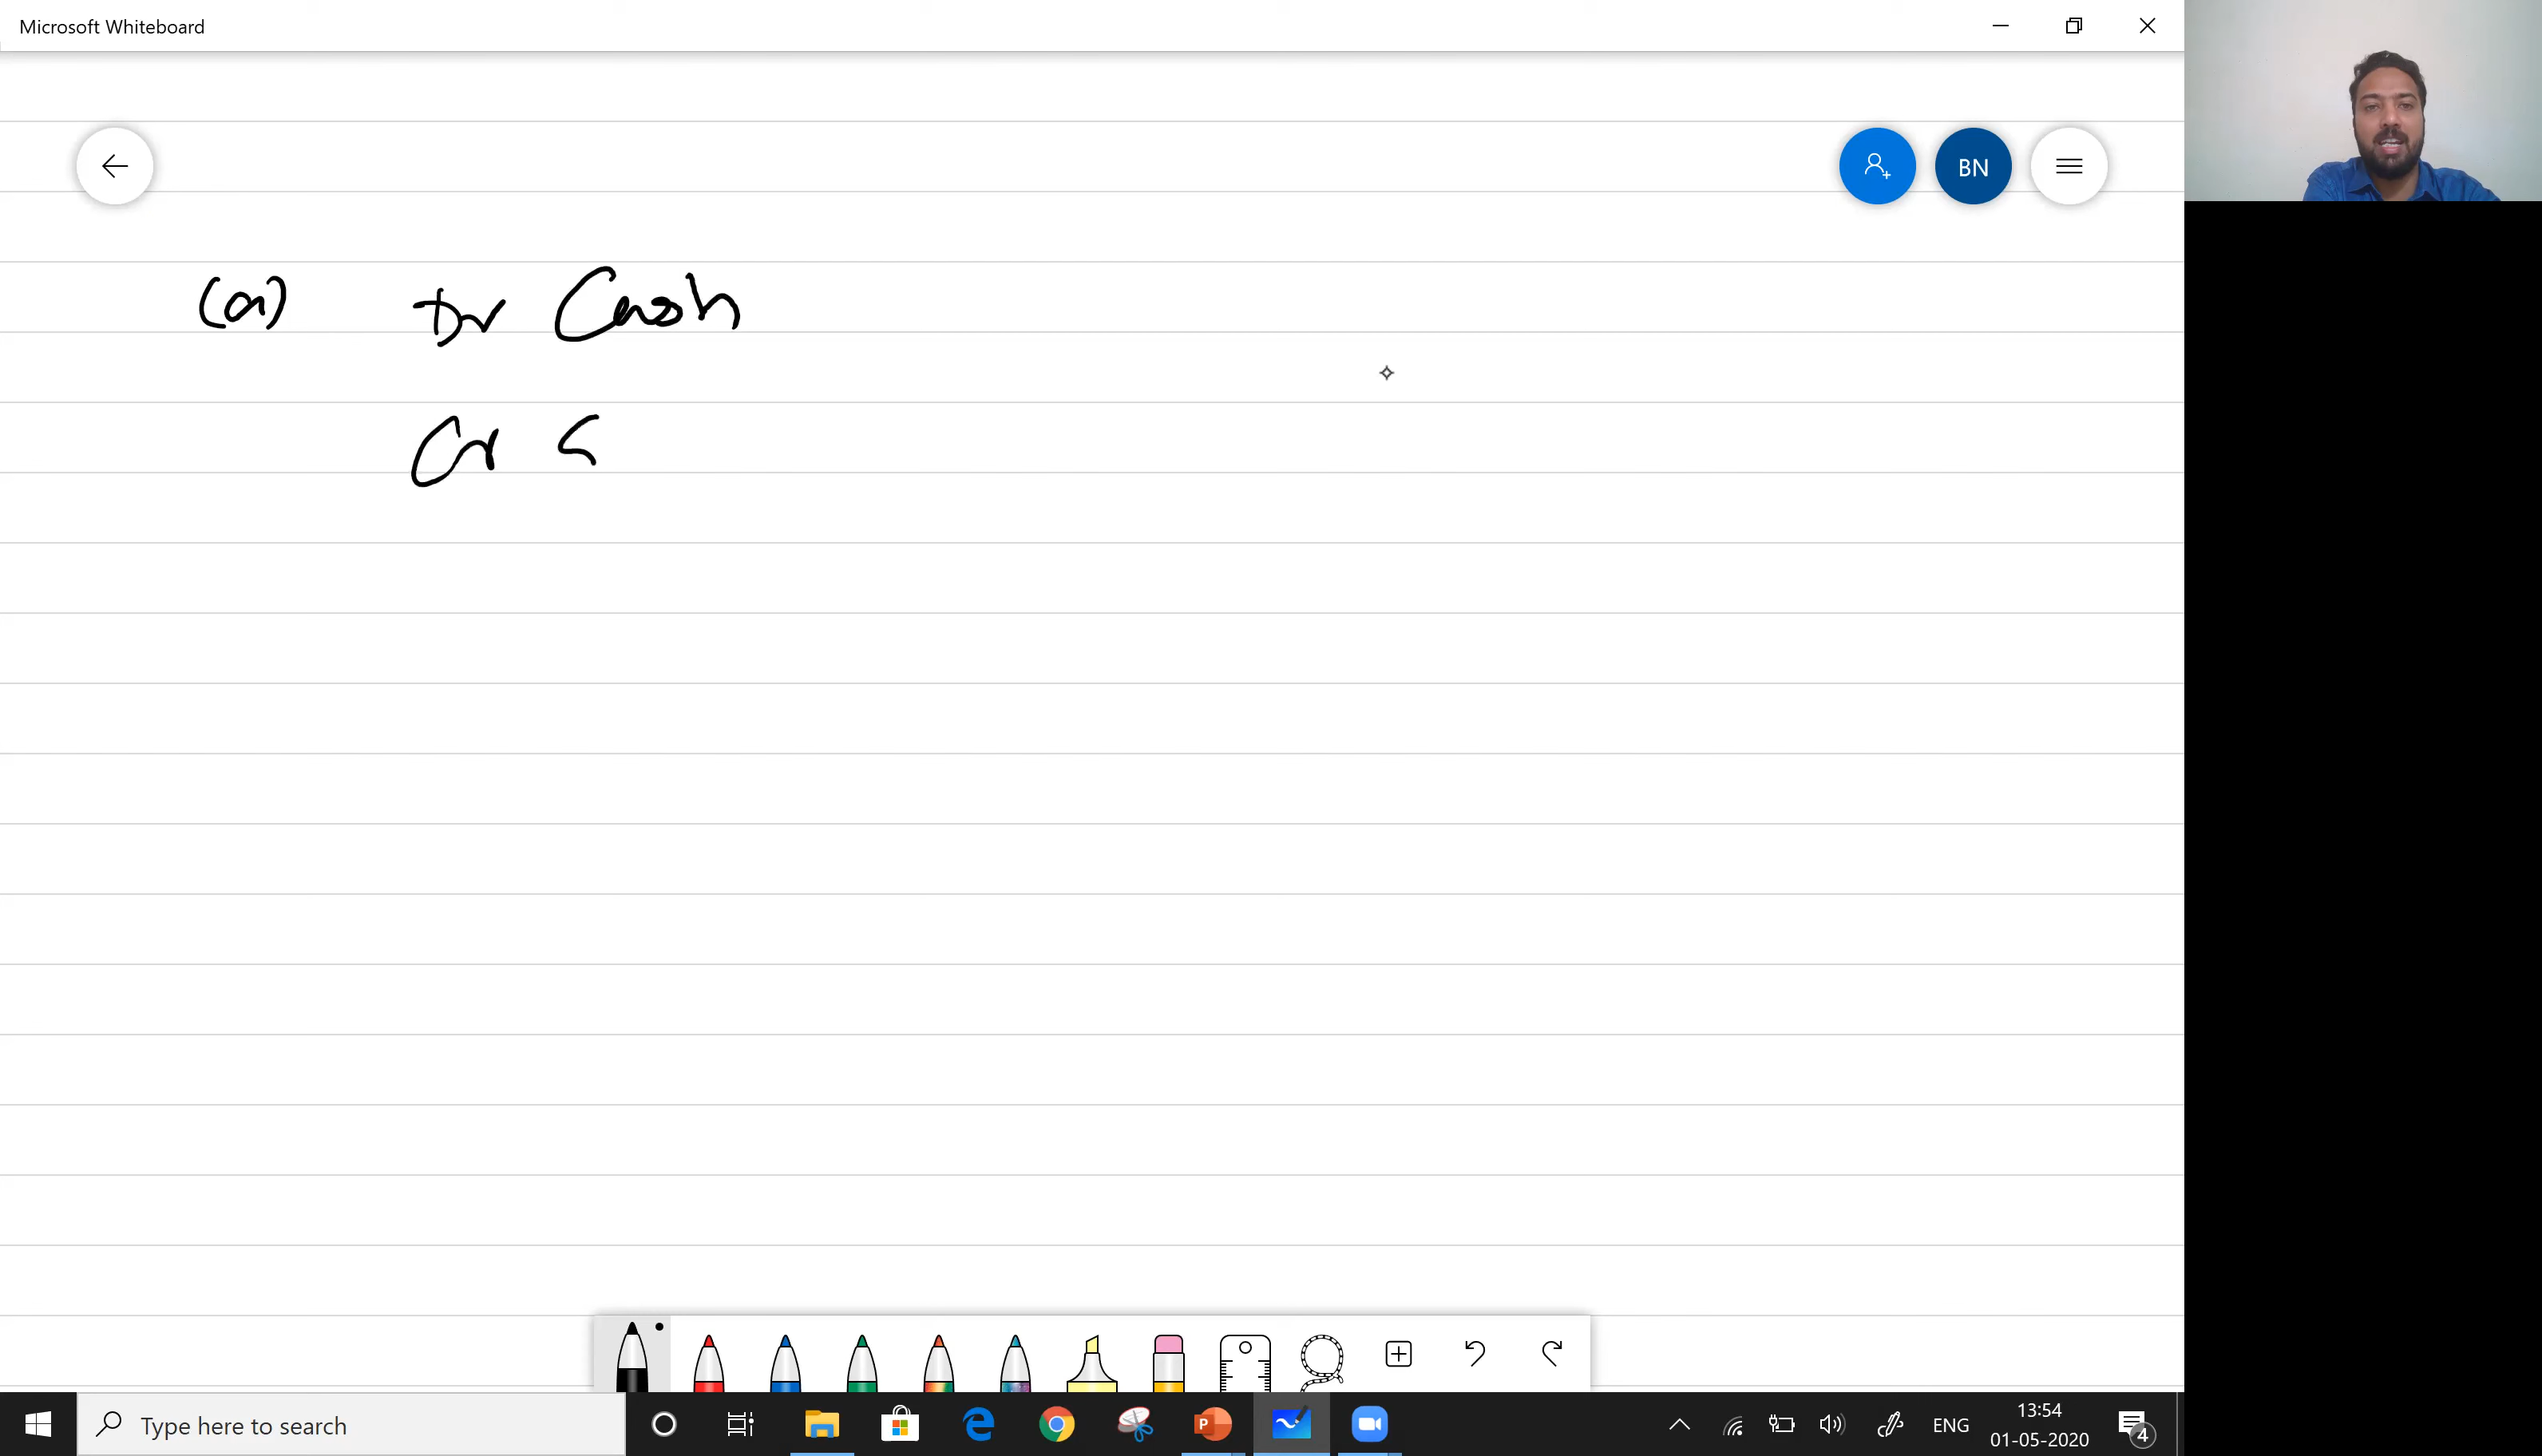 Microsoft Whiteboard
BN
(a) Dr Cash
Cr S
Type here to search
ENG
13:54
01-05-2020
4